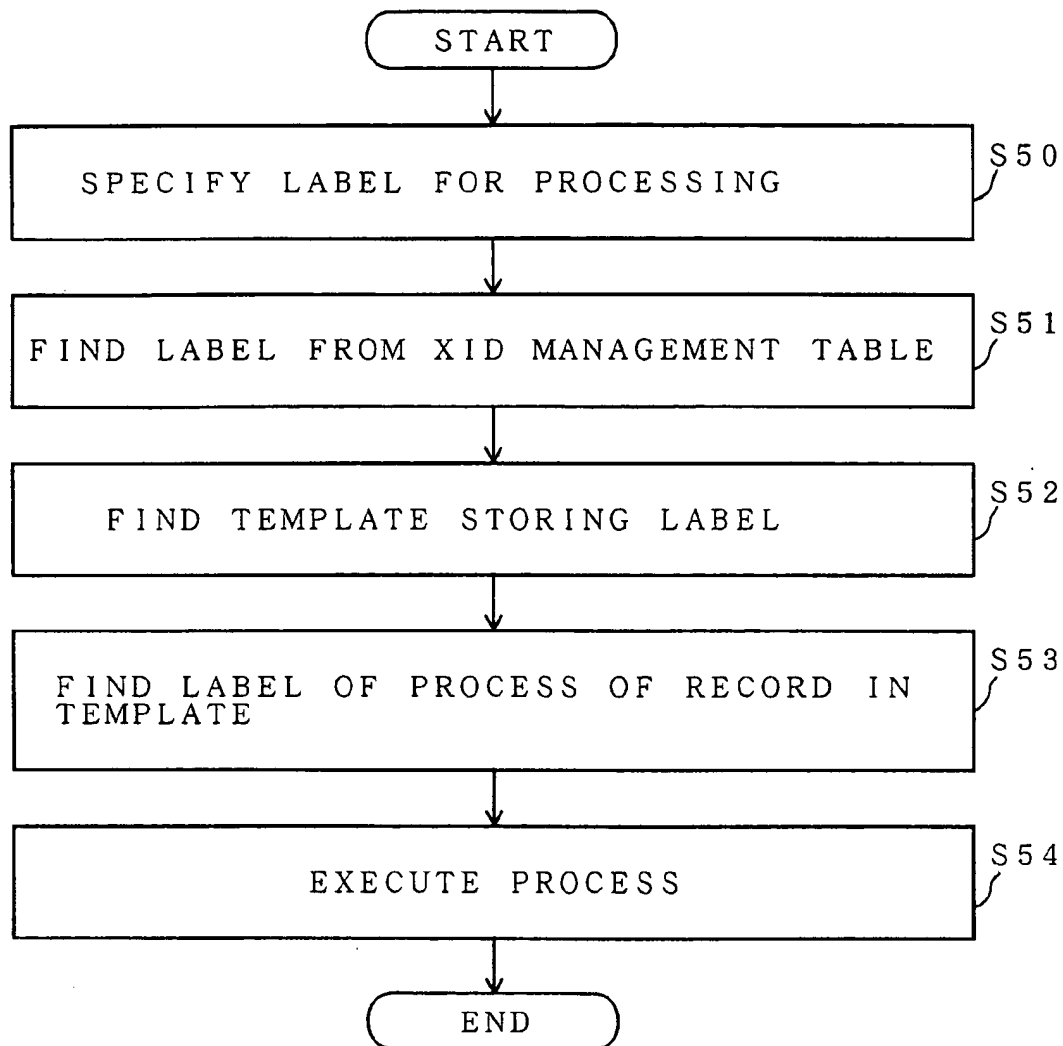 START
SPECIFY LABEL FOR PROCESSING
S50
FIND LABEL FROM XID MANAGEMENT TABLE
S51
FIND TEMPLATE STORING LABEL
S52
FIND LABEL OF PROCESS OF RECORD IN
TEMPLATE
S53
EXECUTE PROCESS
S54
END